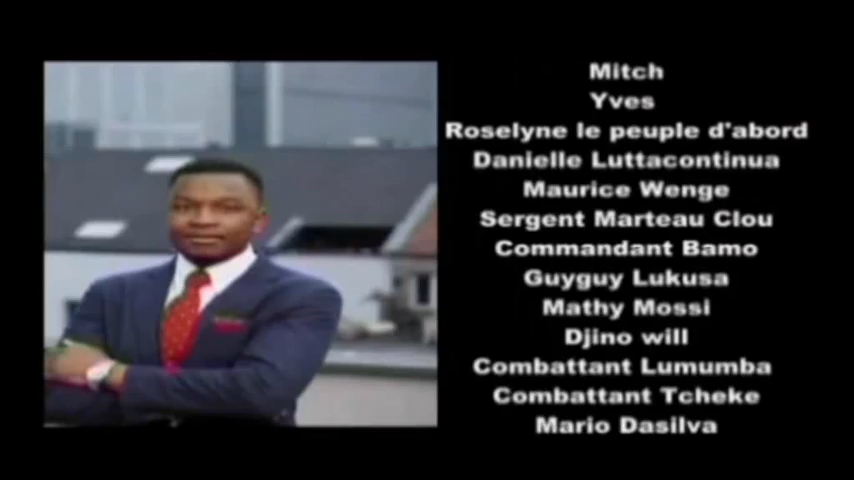 Mitch
Yves
Roselyne le peuple d'abord
Danielle Luttacontinua
Maurice Wenge
Sergent Marteau Clou
Commandant Bamo
Guyguy Lukusa
Mathy Mossi
Djino will
Combattant Lumumba
Combattant Tcheke
Mario Dasilva